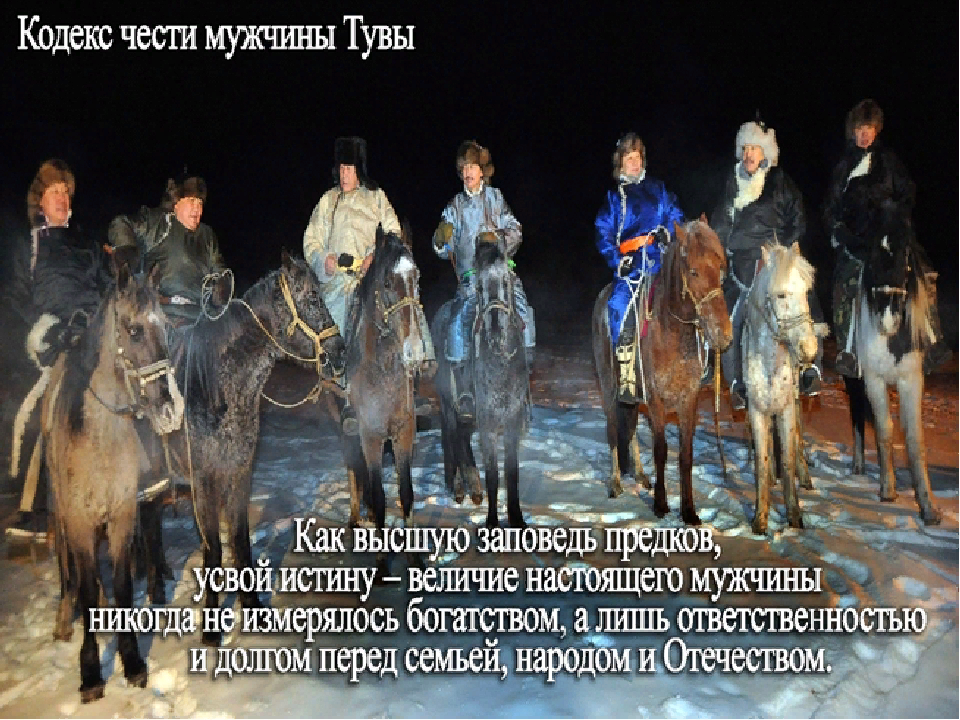 Кодекс чести мужчины Тувы
Как высшую заповедь предков,
усвой истину – величие настоящего мужчины
никогда не измерялось богатством, а лишь ответственностью
и долгом перед семьей, народом и Отечеством.